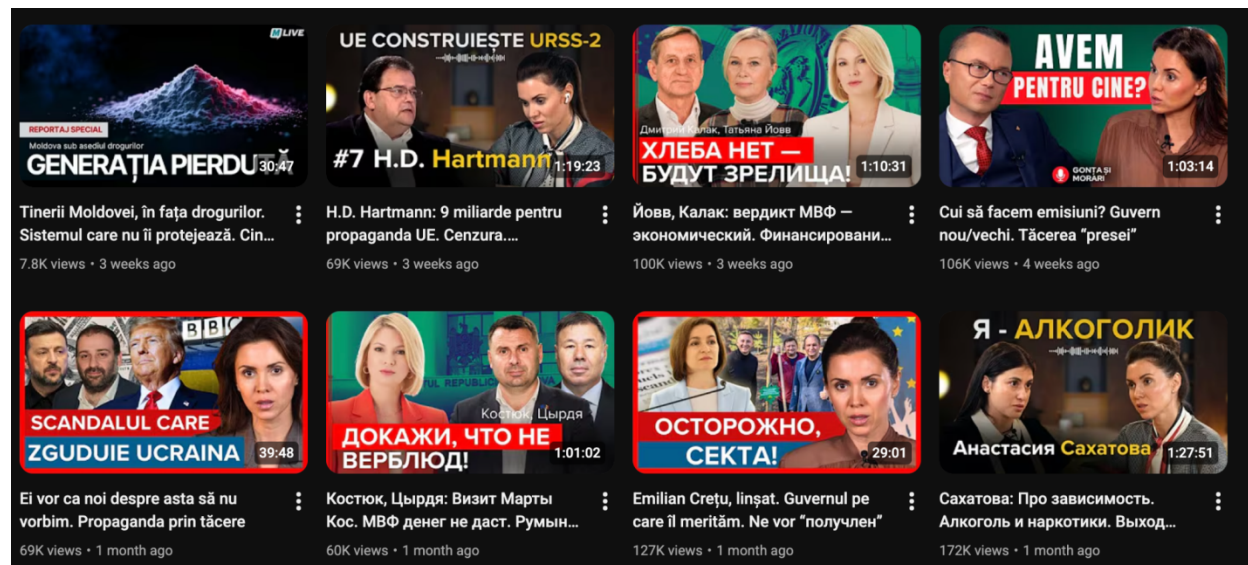 M LIVE
REPORTAJ SPECIAL
Moldova sub asediul drogurilor
GENERAȚIA PIERDUTĂ
30:47
Tinerii Moldovei, în fața drogurilor.
Sistemul care nu îi protejează. Cin...
7.8K views • 3 weeks ago
UE CONSTRUIEȘTE URSS-2
#7 H.D. Hartmann
1:19:23
H.D. Hartmann: 9 miliarde pentru
propaganda UE. Cenzura....
69K views • 3 weeks ago
Дмитрий Калак, Татьяна Йовв
ХЛЕБА НЕТ —
БУДУТ ЗРЕЛИЩА!
1:10:31
Йовв, Калак: вердикт МВФ —
экономический. Финансировани...
100K views • 3 weeks ago
AVEM
PENTRU CINE?
GONȚA ȘI
MORARI
1:03:14
Cui să facem emisiuni? Guvern
nou/vechi. Tăcerea “presei”
106K views • 4 weeks ago
BBC
SCANDALUL CARE
ZGUDUIE UCRAINA
39:48
Ei vor ca noi despre asta să nu
vorbim. Propaganda prin tăcere
69K views • 1 month ago
Костюк, Цырдя
ДОКАЖИ, ЧТО НЕ
ВЕРБЛЮД!
1:01:02
Костюк, Цырдя: Визит Марты
Кос. МВФ денег не даст. Румын...
60K views • 1 month ago
ОСТОРОЖНО,
СЕКТА!
29:01
Emilian Crețu, linșat. Guvernul pe
care îl merităm. Ne vor “получлен”
127K views • 1 month ago
Я - АЛКОГОЛИК
Анастасия Сахатова
1:27:51
Сахатова: Про зависимость.
Алкоголь и наркотики. Выход...
172K views • 1 month ago